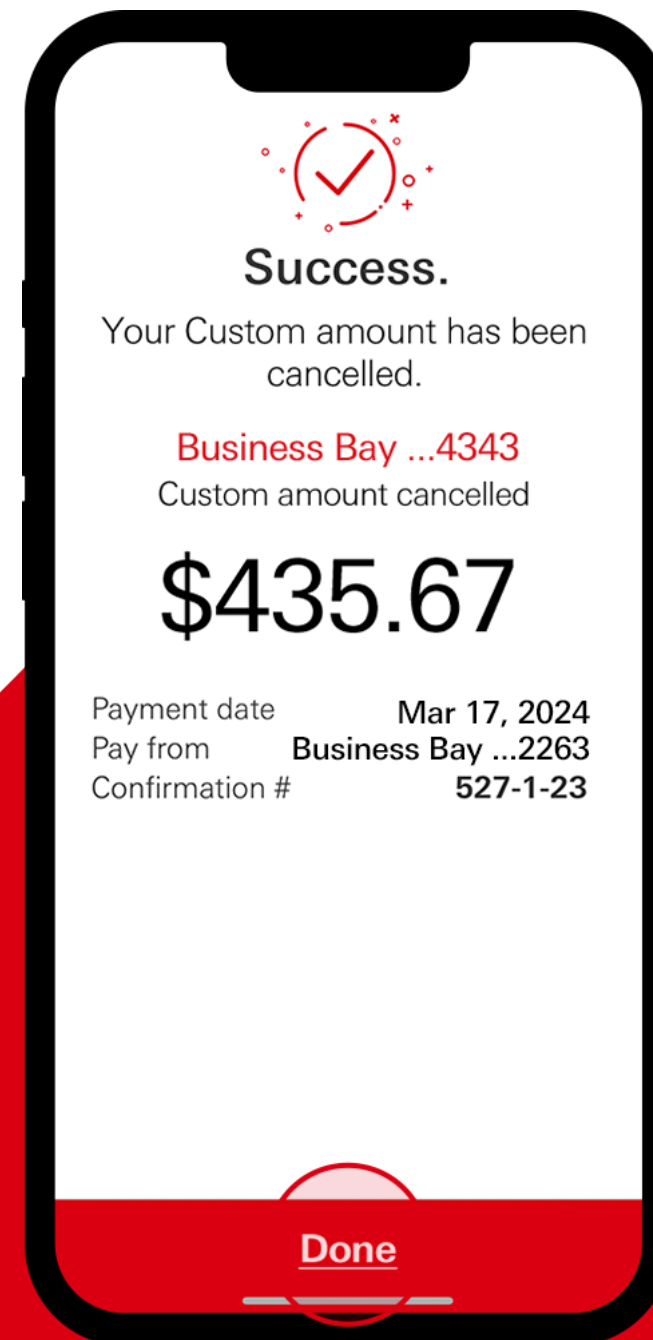 Success.
Your Custom amount has been
cancelled.
Business Bay ...4343
Custom amount cancelled
$435.67
Payment date Mar 17, 2024
Pay from Business Bay ...2263
Confirmation # 527-1-23
Done